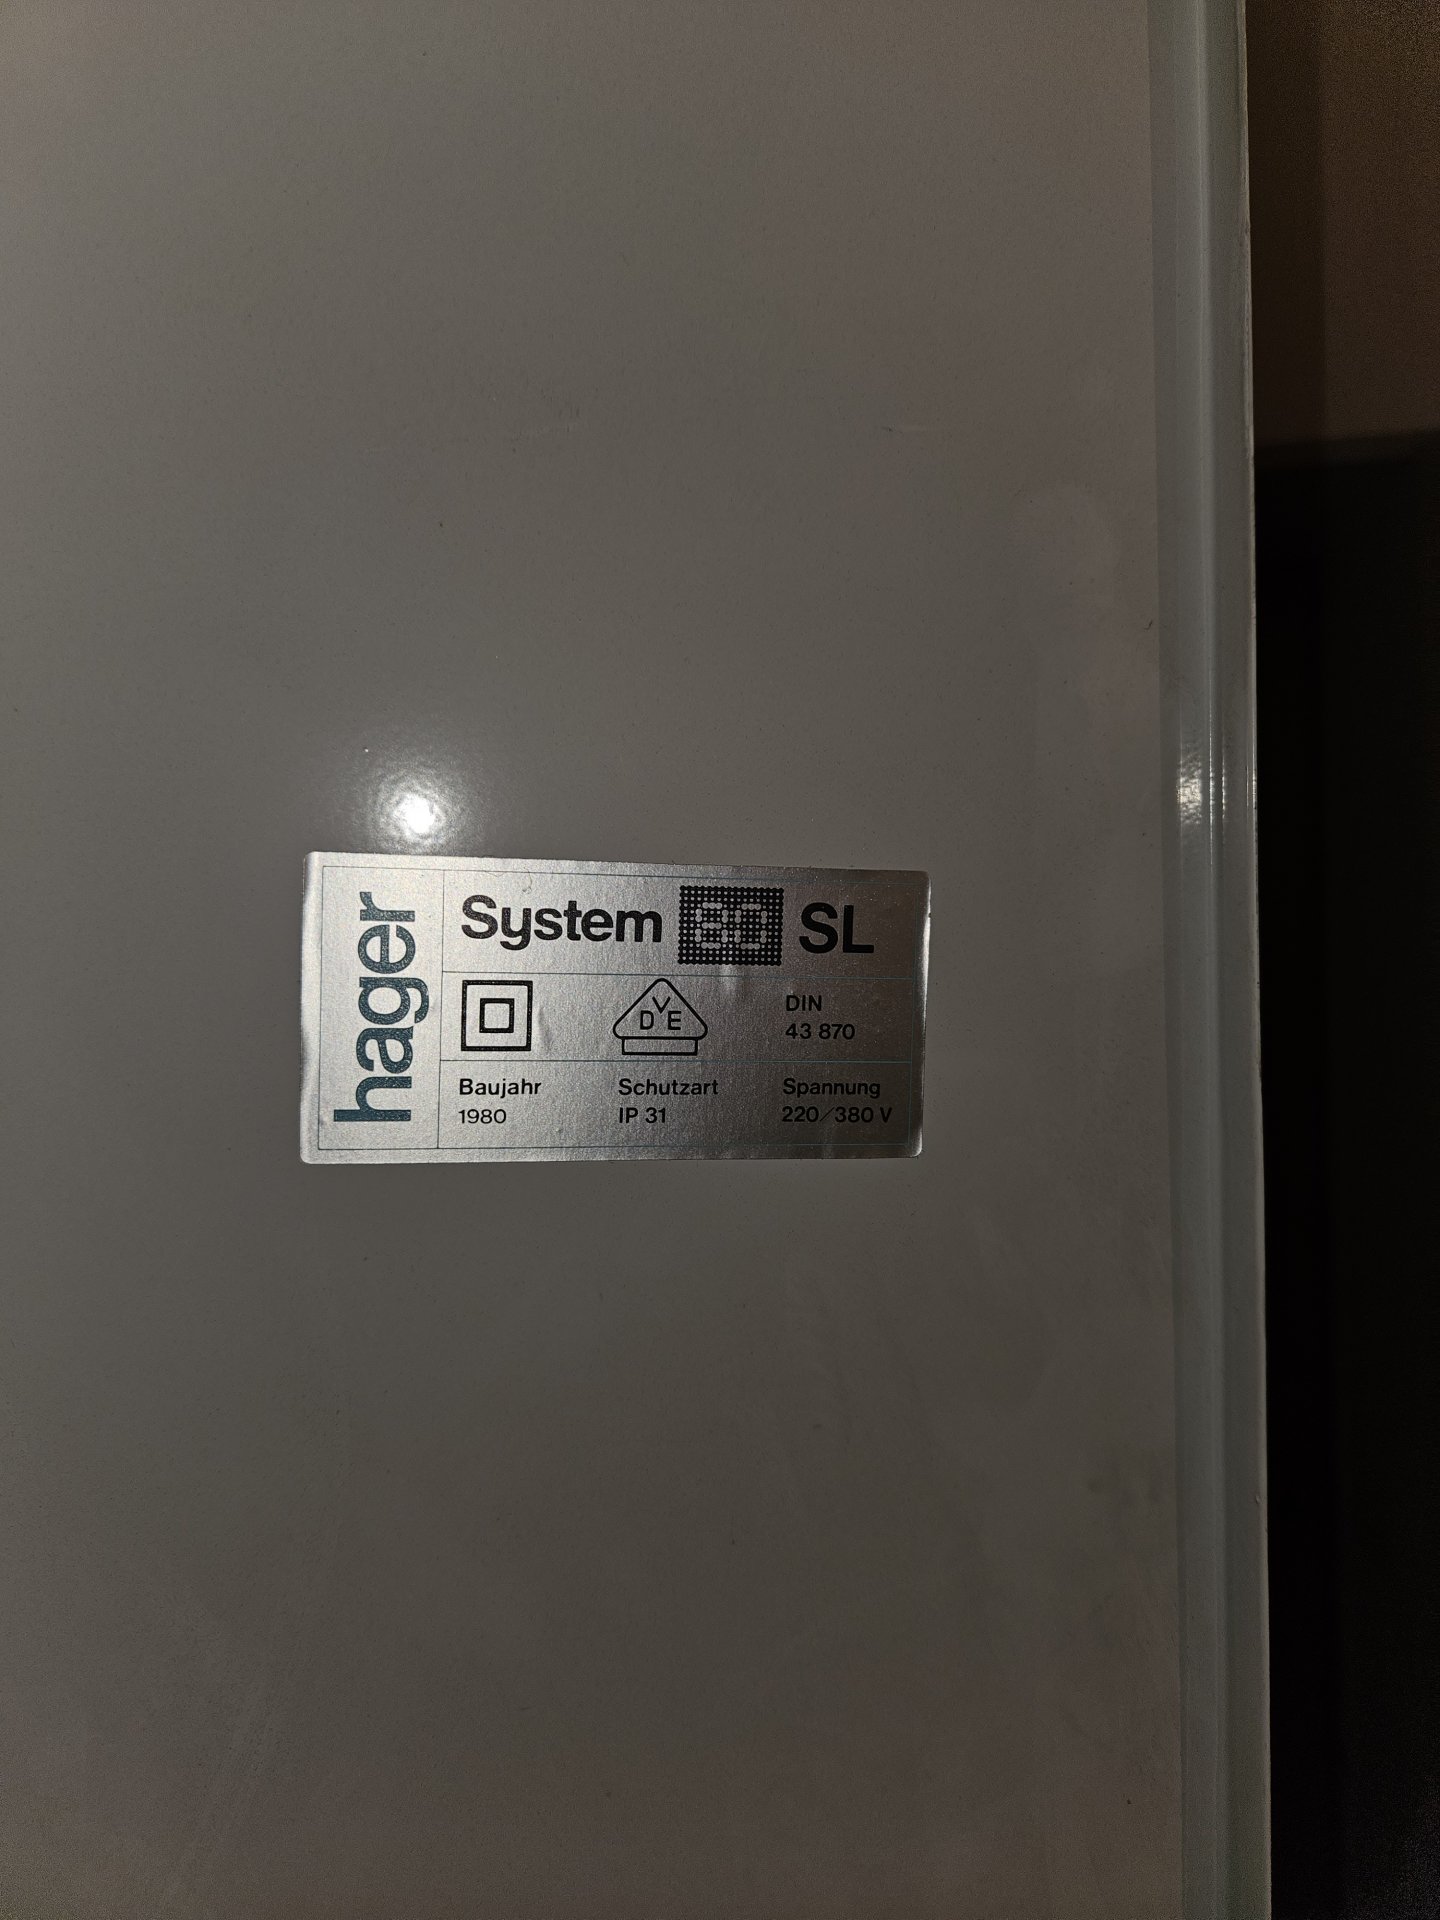 hager
System 80 SL
VDE
DIN
43 870
Baujahr
1980
Schutzart
IP 31
Spannung
220/380 V